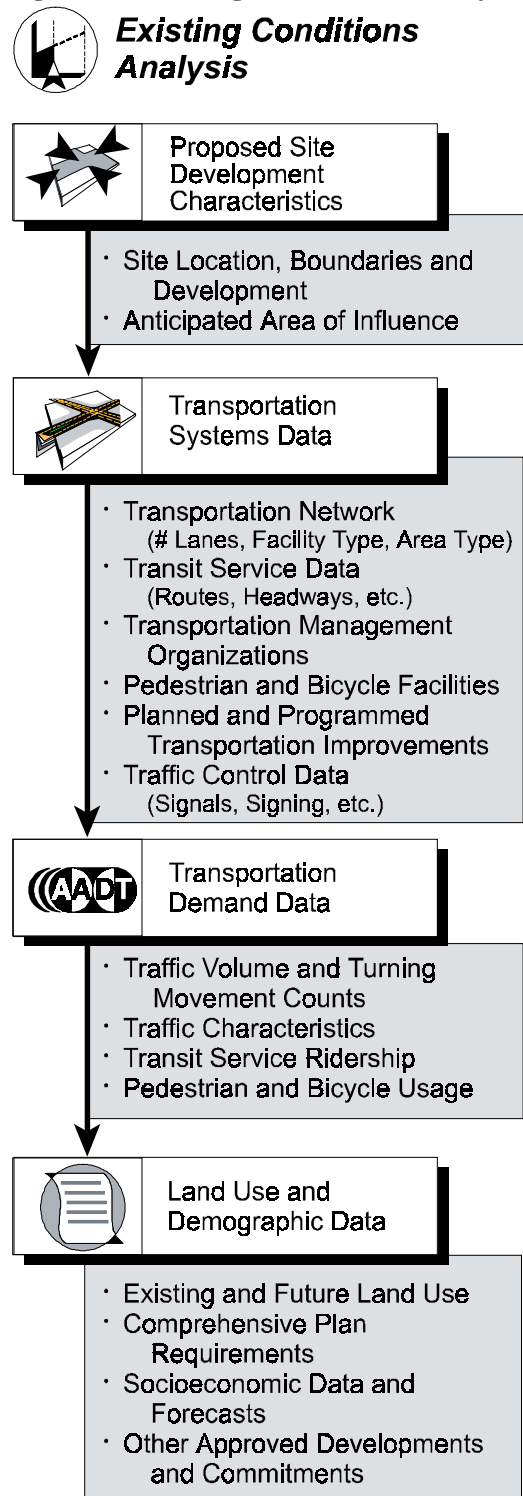 Existing Conditions
Analysis
Proposed Site
Development
Characteristics
· Site Location, Boundaries and
Development
· Anticipated Area of Influence
Transportation
Systems Data
· Transportation Network
(# Lanes, Facility Type, Area Type)
· Transit Service Data
(Routes, Headways, etc.)
· Transportation Management
Organizations
· Pedestrian and Bicycle Facilities
· Planned and Programmed
Transportation Improvements
· Traffic Control Data
(Signals, Signing, etc.)
AADT
Transportation
Demand Data
· Traffic Volume and Turning
Movement Counts
· Traffic Characteristics
· Transit Service Ridership
· Pedestrian and Bicycle Usage
Land Use and
Demographic Data
· Existing and Future Land Use
· Comprehensive Plan
Requirements
· Socioeconomic Data and
Forecasts
· Other Approved Developments
and Commitments